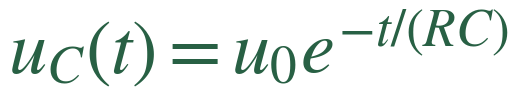 u_C(t) = u_0 e^{-t/(RC)}